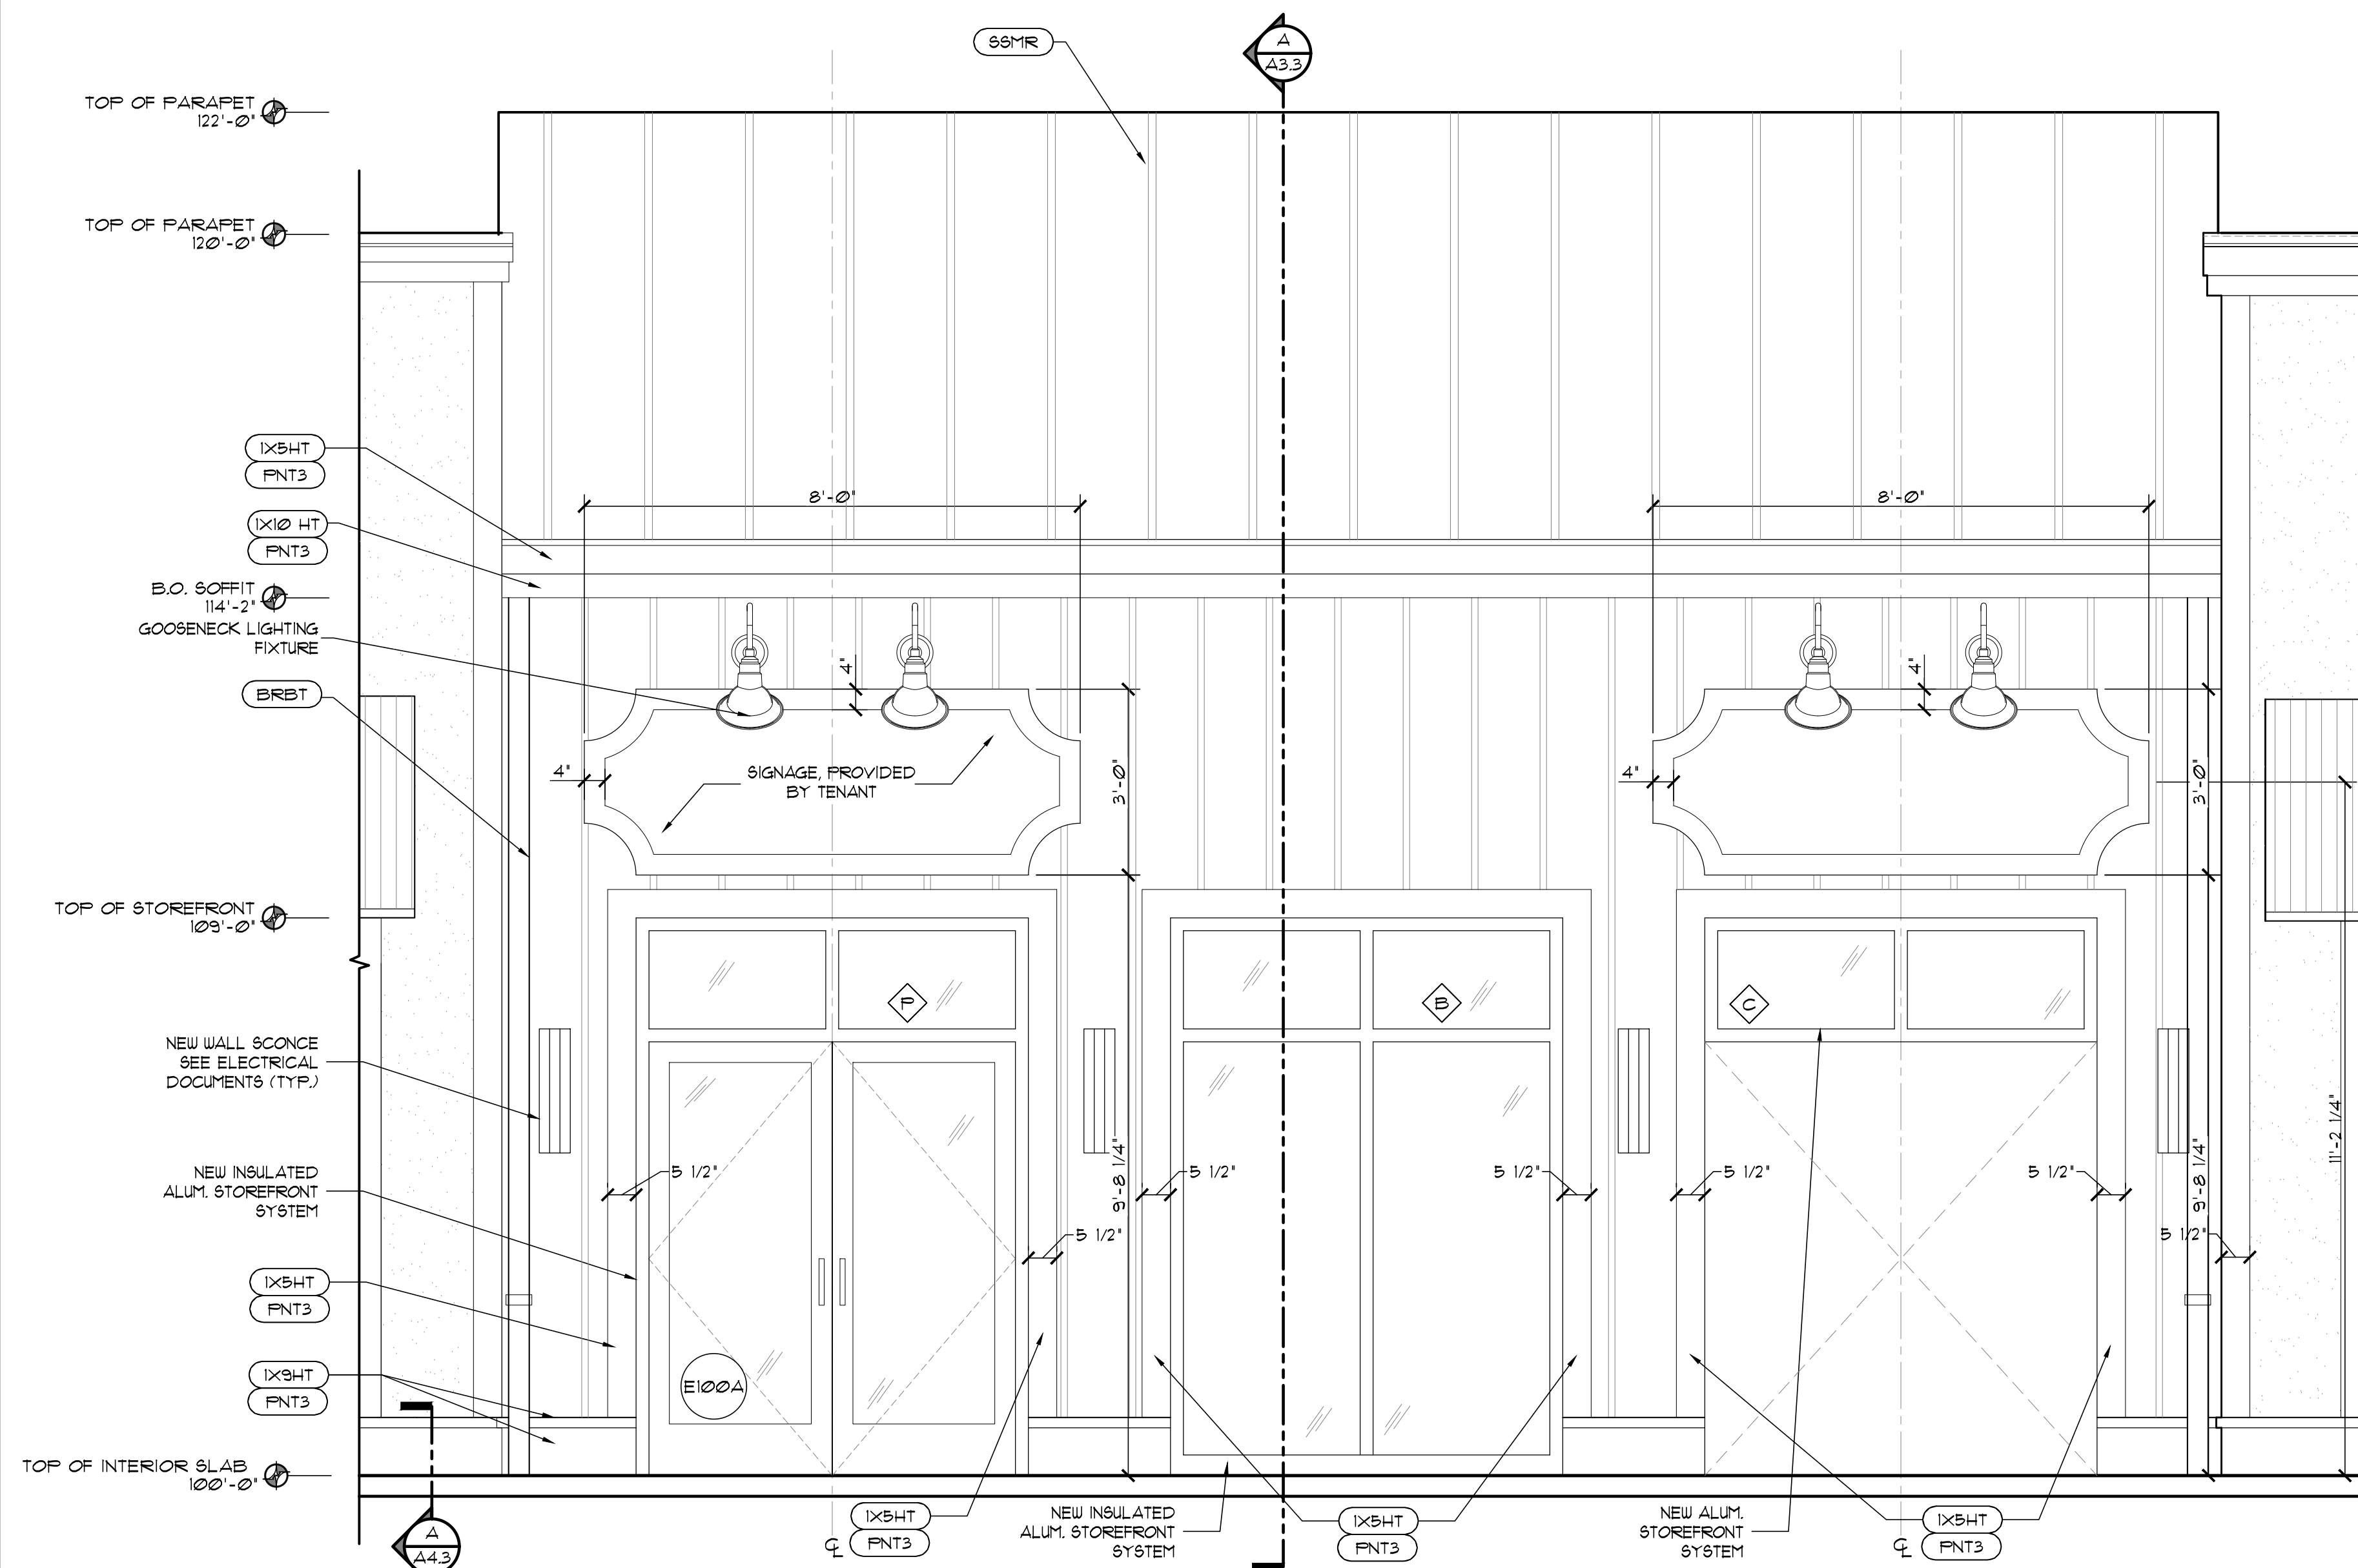 SSMR
A
A3.3
TOP OF PARAPET
122'-0"
TOP OF PARAPET
120'-0"
1X5HT
PNT3
8'-0"
8'-0"
1X10 HT
PNT3
B.O. SOFFIT
114'-2"
GOOSENECK LIGHTING
FIXTURE
4"
4"
BRBT
4"
SIGNAGE, PROVIDED
BY TENANT
3'-0"
4"
3'-0"
TOP OF STOREFRONT
109'-0"
P
B
C
NEW WALL SCONCE
SEE ELECTRICAL
DOCUMENTS (TYP.)
11'-2 1/4"
NEW INSULATED
ALUM. STOREFRONT
SYSTEM
5 1/2"
9'-8 1/4"
5 1/2"
5 1/2"
5 1/2"
5 1/2"
9'-8 1/4"
5 1/2"
5 1/2"
1X5HT
PNT3
1X9HT
PNT3
E100A
TOP OF INTERIOR SLAB
100'-0"
A
A4.3
CL
1X5HT
PNT3
NEW INSULATED
ALUM. STOREFRONT
SYSTEM
1X5HT
PNT3
NEW ALUM.
STOREFRONT
SYSTEM
CL
1X5HT
PNT3